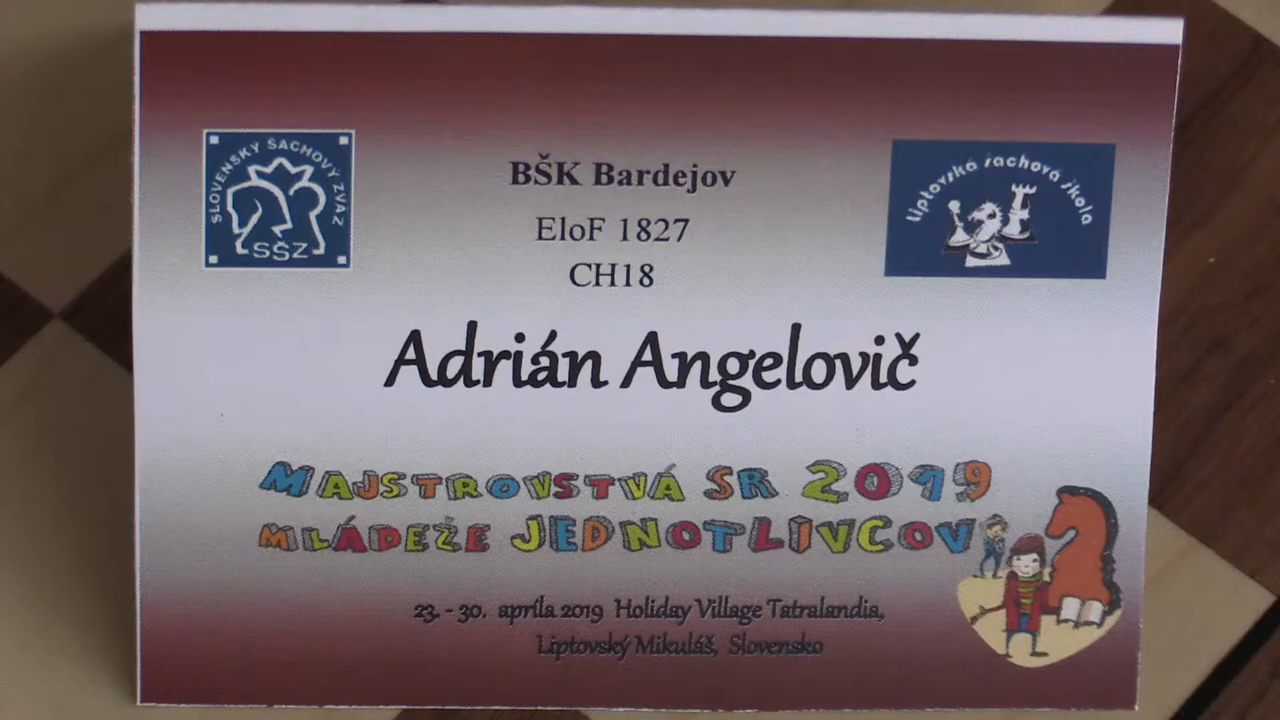 SLOVENSKÝ ŠACHOVÝ ZVÄZ
SŠZ
BŠK Bardejov
EloF 1827
CH18
Liptovská šachová škola
Adrián Angelovič
MAJSTROVSTVÁ SR 2019
MLÁDEŽE JEDNOTLIVCOV
23. - 30. apríla 2019 Holiday Village Tatralandia,
Liptovský Mikuláš, Slovensko